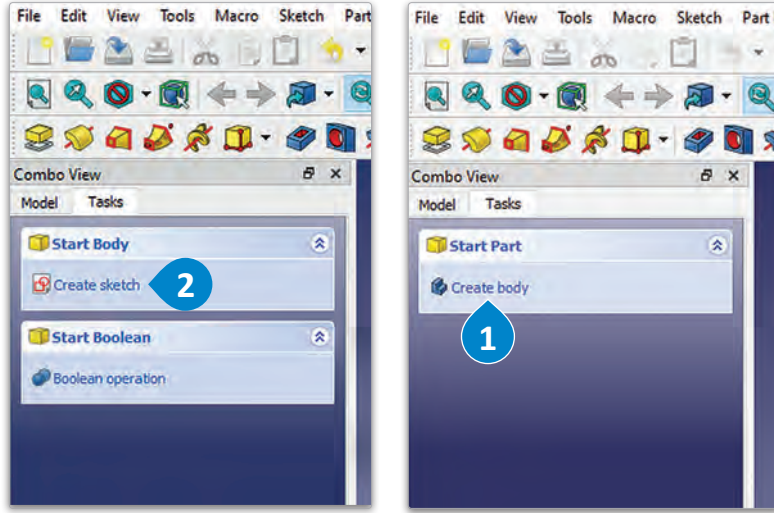 File Edit View Tools Macro Sketch Part
Combo View
Model Tasks
Start Body
Create sketch
2
Start Boolean
Boolean operation
File Edit View Tools Macro Sketch Part
Combo View
Model Tasks
Start Part
Create body
1